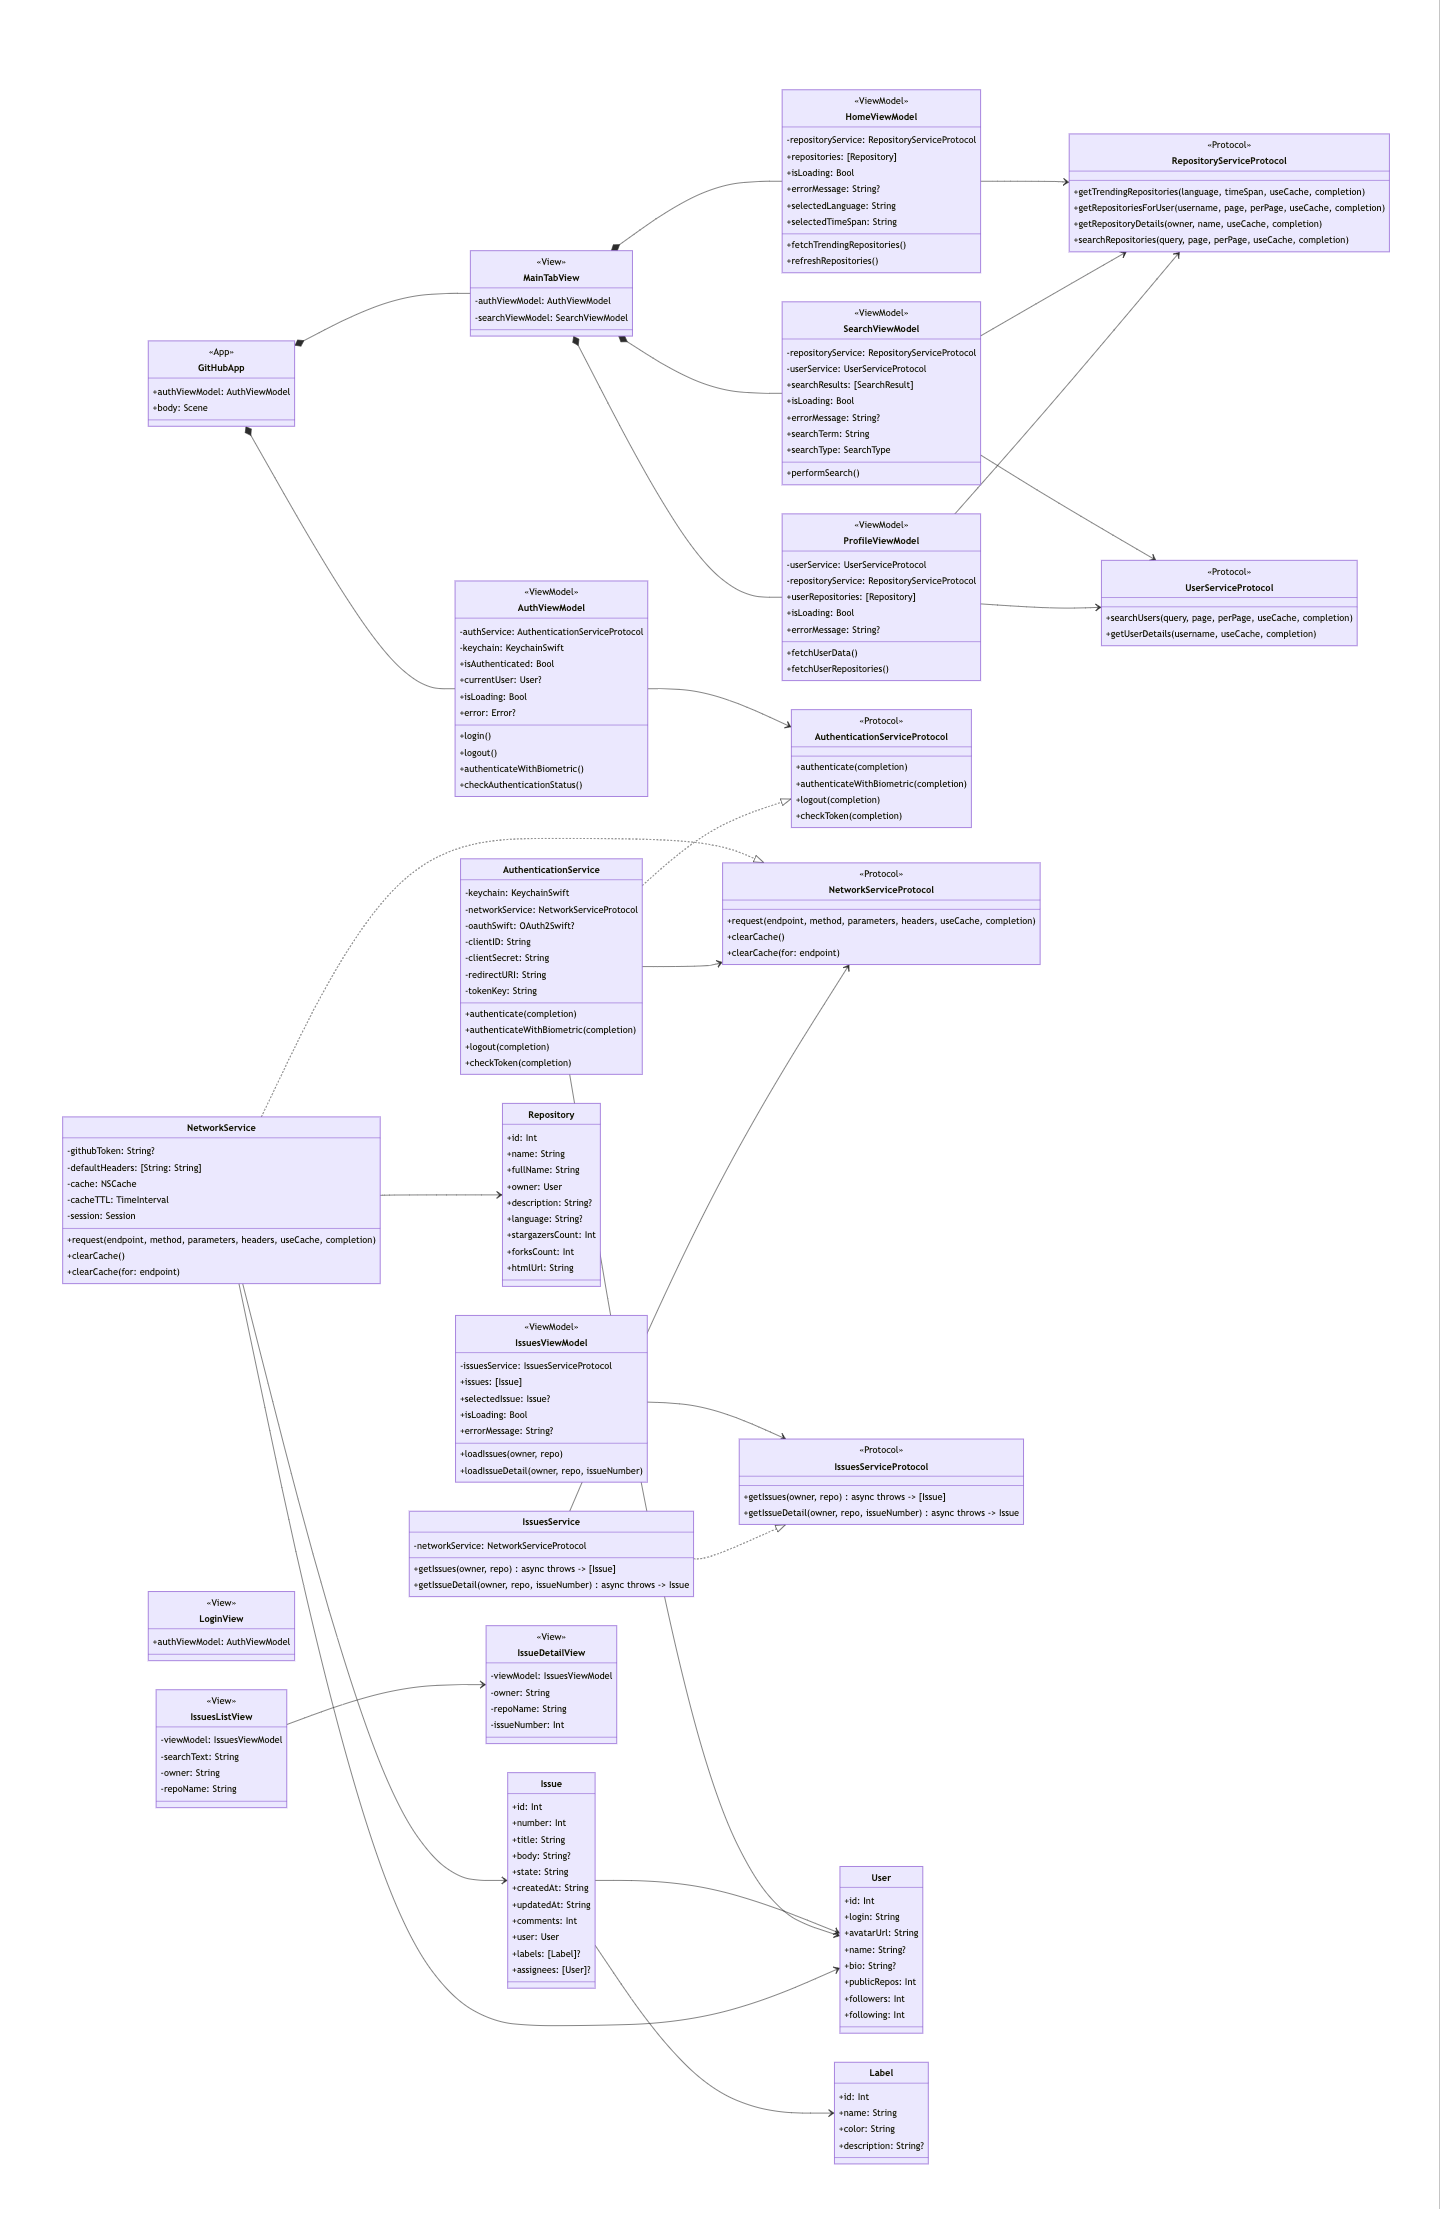 «ViewModel»
HomeViewModel
-repositoryService: RepositoryServiceProtocol
+repositories: [Repository]
+isLoading: Bool
+errorMessage: String?
+selectedLanguage: String
+selectedTimeSpan: String
+fetchTrendingRepositories()
+refreshRepositories()
«Protocol»
RepositoryServiceProtocol
+getTrendingRepositories(language, timeSpan, useCache, completion)
+getRepositoriesForUser(username, page, perPage, useCache, completion)
+getRepositoryDetails(owner, name, useCache, completion)
+searchRepositories(query, page, perPage, useCache, completion)
«View»
MainTabView
-authViewModel: AuthViewModel
-searchViewModel: SearchViewModel
«ViewModel»
SearchViewModel
-repositoryService: RepositoryServiceProtocol
-userService: UserServiceProtocol
+searchResults: [SearchResult]
+isLoading: Bool
+errorMessage: String?
+searchTerm: String
+searchType: SearchType
+performSearch()
«App»
GitHubApp
+authViewModel: AuthViewModel
+body: Scene
«ViewModel»
ProfileViewModel
-userService: UserServiceProtocol
-repositoryService: RepositoryServiceProtocol
+userRepositories: [Repository]
+isLoading: Bool
+errorMessage: String?
+fetchUserData()
+fetchUserRepositories()
«Protocol»
UserServiceProtocol
+searchUsers(query, page, perPage, useCache, completion)
+getUserDetails(username, useCache, completion)
«ViewModel»
AuthViewModel
-authService: AuthenticationServiceProtocol
-keychain: KeychainSwift
+isAuthenticated: Bool
+currentUser: User?
+isLoading: Bool
+error: Error?
+login()
+logout()
+authenticateWithBiometric()
+checkAuthenticationStatus()
«Protocol»
AuthenticationServiceProtocol
+authenticate(completion)
+authenticateWithBiometric(completion)
+logout(completion)
+checkToken(completion)
AuthenticationService
-keychain: KeychainSwift
-networkService: NetworkServiceProtocol
-oauthSwift: OAuth2Swift?
-clientID: String
-clientSecret: String
-redirectURI: String
-tokenKey: String
+authenticate(completion)
+authenticateWithBiometric(completion)
+logout(completion)
+checkToken(completion)
«Protocol»
NetworkServiceProtocol
+request(endpoint, method, parameters, headers, useCache, completion)
+clearCache()
+clearCache(for: endpoint)
NetworkService
-githubToken: String?
-defaultHeaders: [String: String]
-cache: NSCache
-cacheTTL: TimeInterval
-session: Session
+request(endpoint, method, parameters, headers, useCache, completion)
+clearCache()
+clearCache(for: endpoint)
Repository
+id: Int
+name: String
+fullName: String
+owner: User
+description: String?
+language: String?
+stargazersCount: Int
+forksCount: Int
+htmlUrl: String
«ViewModel»
IssuesViewModel
-issuesService: IssuesServiceProtocol
+issues: [Issue]
+selectedIssue: Issue?
+isLoading: Bool
+errorMessage: String?
+loadIssues(owner, repo)
+loadIssueDetail(owner, repo, issueNumber)
«Protocol»
IssuesServiceProtocol
+getIssues(owner, repo) : async throws -> [Issue]
+getIssueDetail(owner, repo, issueNumber) : async throws -> Issue
IssuesService
-networkService: NetworkServiceProtocol
+getIssues(owner, repo) : async throws -> [Issue]
+getIssueDetail(owner, repo, issueNumber) : async throws -> Issue
«View»
LoginView
+authViewModel: AuthViewModel
«View»
IssueDetailView
-viewModel: IssuesViewModel
-owner: String
-repoName: String
-issueNumber: Int
«View»
IssuesListView
-viewModel: IssuesViewModel
-searchText: String
-owner: String
-repoName: String
Issue
+id: Int
+number: Int
+title: String
+body: String?
+state: String
+createdAt: String
+updatedAt: String
+comments: Int
+user: User
+labels: [Label]?
+assignees: [User]?
User
+id: Int
+login: String
+avatarUrl: String
+name: String?
+bio: String?
+publicRepos: Int
+followers: Int
+following: Int
Label
+id: Int
+name: String
+color: String
+description: String?